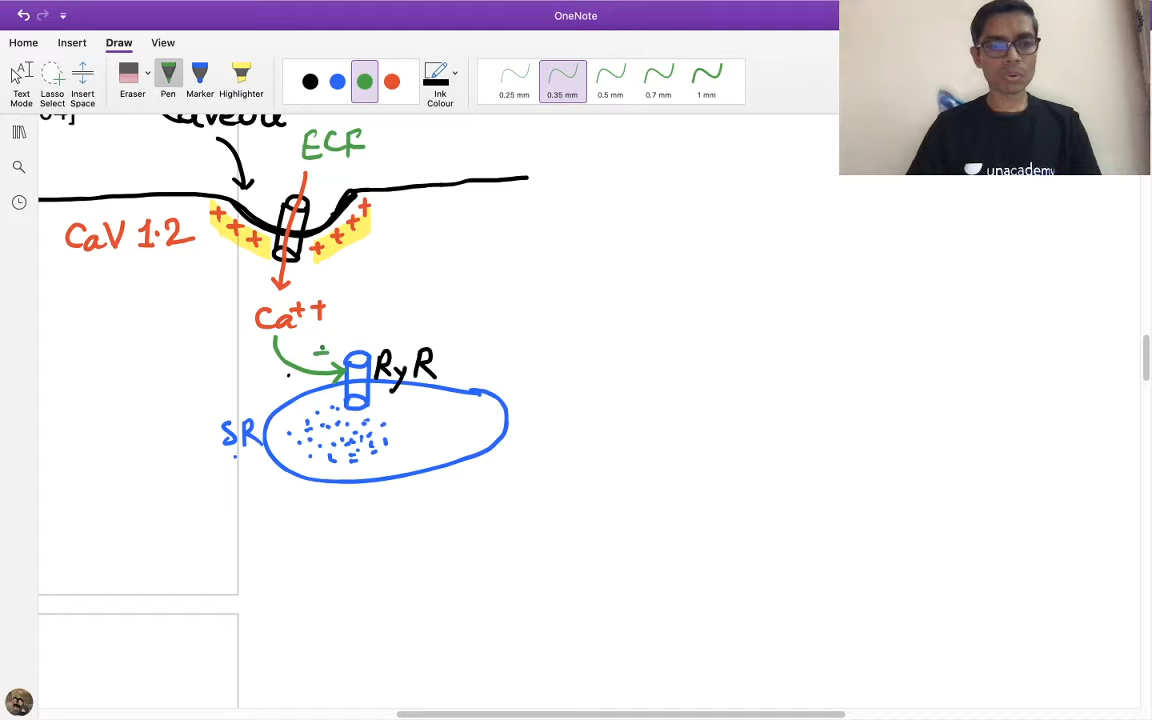 OneNote
Home Insert Draw View
Text Mode
Lasso Select
Insert Space
Eraser
Pen
Marker
Highlighter
Ink Colour
0.25 mm
0.35 mm
0.5 mm
0.7 mm
1 mm
unacademy
ECF
CaV 1.2
Ca++
RyR
SR